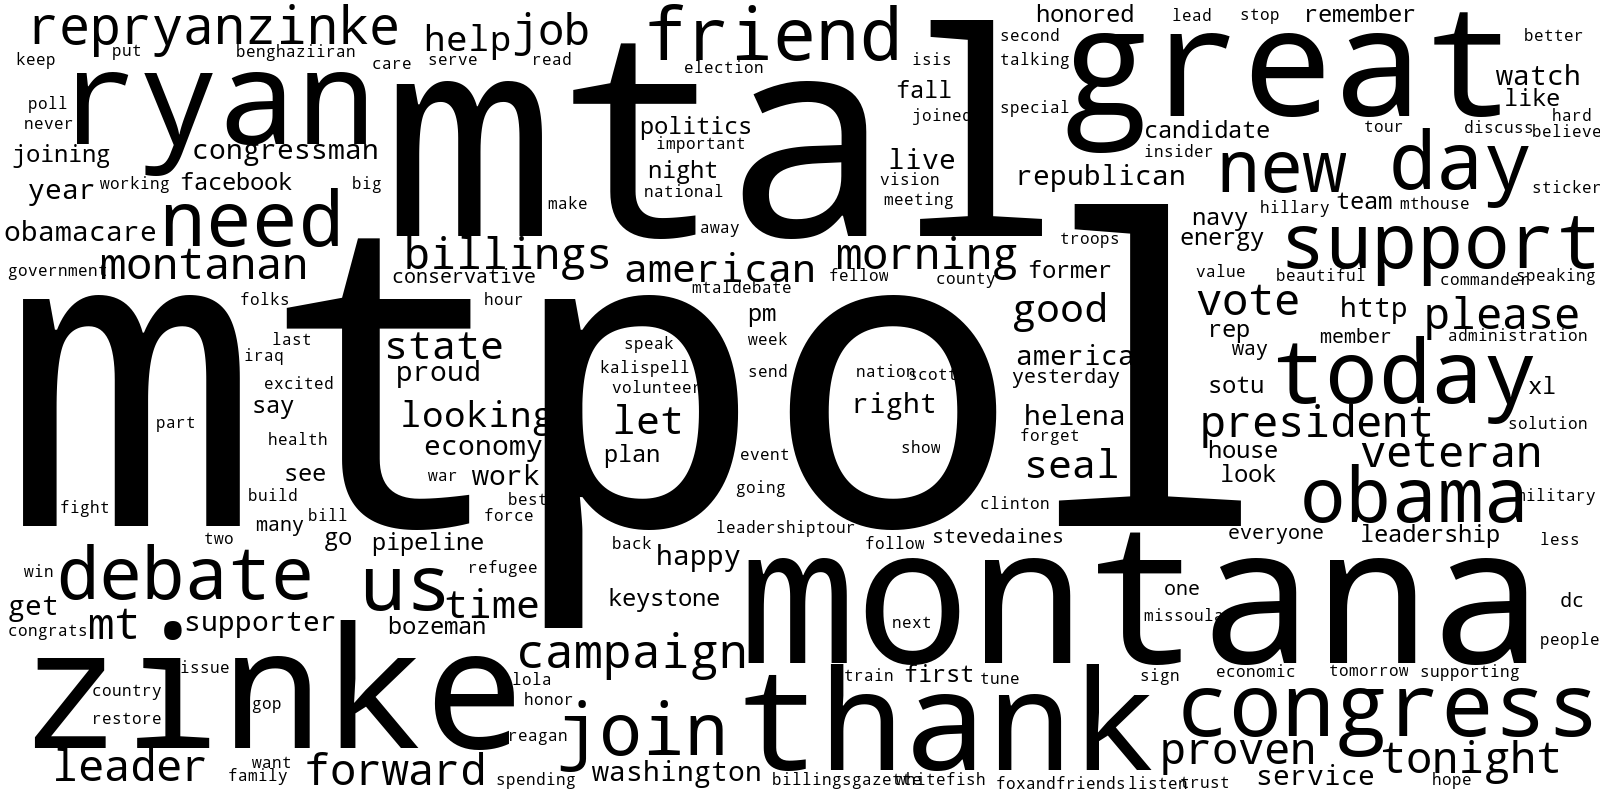 repryanzinke help job friend honored lead stop remember
keep put benghaziiran care serve read election isis second talking better
ryan mtal great watch
poll fall special like
never politics joined candidate tour discuss hard believe
joining congressman important live insider new day
year working facebook big night vision republican sticker
need national make meeting navy hillary team mthouse
obamacare away troops energy support
government montanan billings american morning former value beautiful commander speaking
conservative mtaldebate fellow county
folks hour pm good vote http please
mtpol
last state speak week america rep member administration
iraq proud kalispell send nation scott yesterday way today
excited volunteer sotu xl
say looking let right helena president solution
part health economy plan show forget house veteran
see war work event seal look
fight build best going clinton obama military
many bill force leadershiptour
two go pipeline back happy follow stevedaines everyone leadership less
win debate us refugee montana one
get time keystone missoula dc
congrats mt supporter bozeman next people
zinke issue campaign train first tune sign economic tomorrow supporting
country lola thank congress
restore gop honor
reagan join proven tonight
leader want forward washington service
family spending billingsgazette whitefish foxandfriends listen trust hope